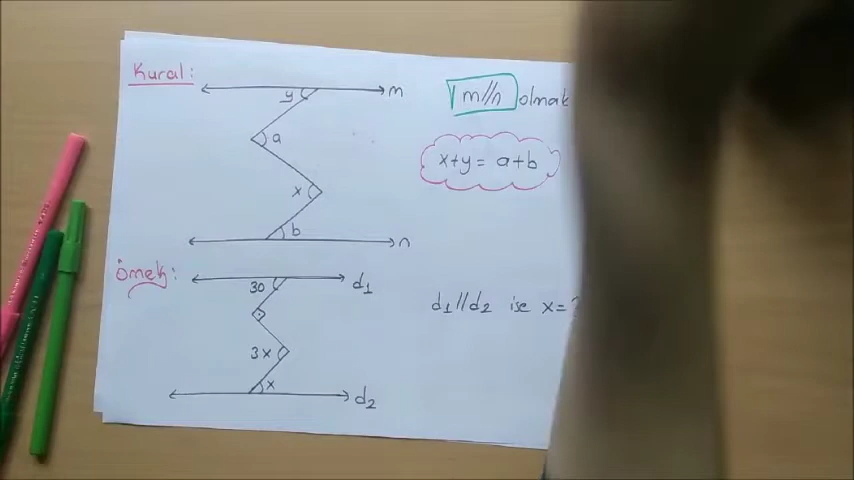 Kural:
m
y
a
x
b
n
m//n olmak
x+y= a+b
örnek:
d1
30
3x
x
d2
d1//d2 ise x=?